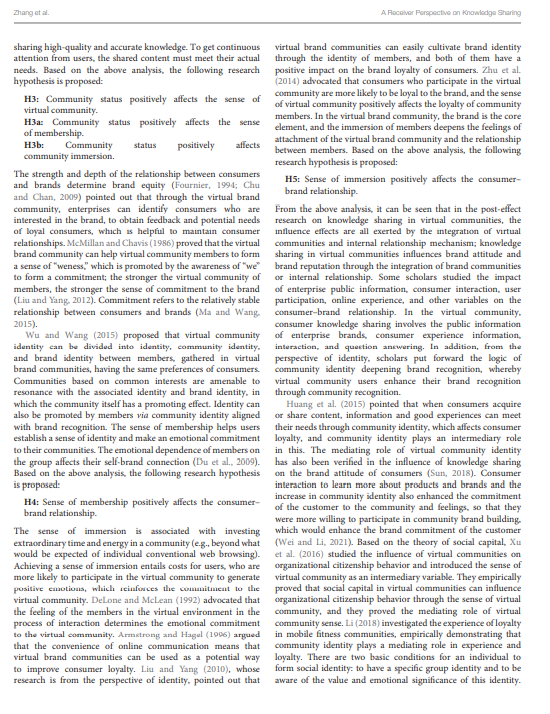 Zhang et al.
A Receiver Perspective on Knowledge Sharing
sharing high-quality and accurate knowledge. To get continuous
attention from users, the shared content must meet their actual
needs. Based on the above analysis, the following research
hypothesis is proposed:
H3: Community status positively affects the sense of
virtual community.
H3a: Community status positively affects the sense
of membership.
H3b: Community status positively affects
community immersion.
The strength and depth of the relationship between consumers
and brands determine brand equity (Fournier, 1994; Chu
and Chan, 2009) pointed out that through the virtual brand
community, enterprises can identify consumers who are
interested in the brand, to obtain feedback and potential needs
of loyal consumers, which is helpful to maintain consumer
relationships. McMillan and Chavis (1986) proved that the virtual
brand community can help virtual community members to form
a sense of "weness," which is promoted by the awareness of "we"
to form a commitment; the stronger the virtual community of
members, the stronger the sense of commitment to the brand
(Liu and Yang, 2012). Commitment refers to the relatively stable
relationship between consumers and brands (Ma and Wang,
2015).
Wu and Wang (2015) proposed that virtual community
identity can be divided into identity, community identity,
and brand identity between members, gathered in virtual
brand communities, having the same preferences of consumers.
Communities based on common interests are amenable to
resonance with the associated identity and brand identity, in
which the community itself has a promoting effect. Identity can
also be promoted by members via community identity aligned
with brand recognition. The sense of membership helps users
establish a sense of identity and make an emotional commitment
to their communities. The emotional dependence of members on
the group affects their self-brand connection (Du et al., 2009).
Based on the above analysis, the following research hypothesis
is proposed:
H4: Sense of membership positively affects the consumer–
brand relationship.
The sense of immersion is associated with investing
extraordinary time and energy in a community (e.g., beyond what
would be expected of individual conventional web browsing).
Achieving a sense of immersion entails costs for users, who are
more likely to participate in the virtual community to generate
positive emotions, which reinforces the commitment to the
virtual community. DeLone and McLean (1992) advocated that
the feeling of the members in the virtual environment in the
process of interaction determines the emotional commitment
to the virtual community. Armstrong and Hagel (1996) argued
that the convenience of online communication means that
virtual brand communities can be used as a potential way
to improve consumer loyalty. Liu and Yang (2010), whose
research is from the perspective of identity, pointed out that
virtual brand communities can easily cultivate brand identity
through the identity of members, and both of them have a
positive impact on the brand loyalty of consumers. Zhu et al.
(2014) advocated that consumers who participate in the virtual
community are more likely to be loyal to the brand, and the sense
of virtual community positively affects the loyalty of community
members. In the virtual brand community, the brand is the core
element, and the immersion of members deepens the feelings of
attachment of the virtual community and the relationship
between members. Based on the above analysis, the following
research hypothesis is proposed:
H5: Sense of immersion positively affects the consumer–
brand relationship.
From the above analysis, it can be seen that in the post-effect
research on knowledge sharing in virtual communities, the
influence effects are all exerted by the integration of virtual
communities and internal relationship mechanism; knowledge
sharing in virtual communities influences brand attitude and
brand reputation through the integration of brand communities
or internal relationship. Some scholars studied the impact
of enterprise public information, consumer interaction, user
participation, online experience, and other variables on the
consumer–brand relationship. In the virtual community,
consumer knowledge sharing involves the public information
of enterprise brands, consumer experience information,
interaction, and question answering. In addition, from the
perspective of identity, scholars put forward the logic of
community identity deepening brand recognition, whereby
virtual community users enhance their brand recognition
through community recognition.
Huang et al. (2015) pointed that when consumers acquire
or share content, information and good experiences can meet
their needs through community identity, which affects consumer
loyalty, and community identity plays an intermediary role
in this. The mediating role of virtual community identity
has also been verified in the influence of knowledge sharing
on the brand attitude of consumers (Sun, 2018). Consumer
interaction to learn more about products and brands and the
increase in community identity also enhanced the commitment
of the customer to the community and feelings, so that they
were more willing to participate in community brand building,
which would enhance the brand commitment of the customer
(Wei and Li, 2021). Based on the theory of social capital, Xu
et al. (2016) studied the influence of virtual communities on
organizational citizenship behavior and introduced the sense of
virtual community as an intermediary variable. They empirically
proved that social capital in virtual communities can influence
organizational citizenship behavior through the sense of virtual
community, and they proved the mediating role of virtual
community sense. Li (2018) investigated the experience of loyalty
in mobile fitness communities, empirically demonstrating that
community identity plays a mediating role in experience and
loyalty. There are two basic conditions for an individual to
form social identity: to have a specific group identity and to be
aware of the value and emotional significance of this identity.